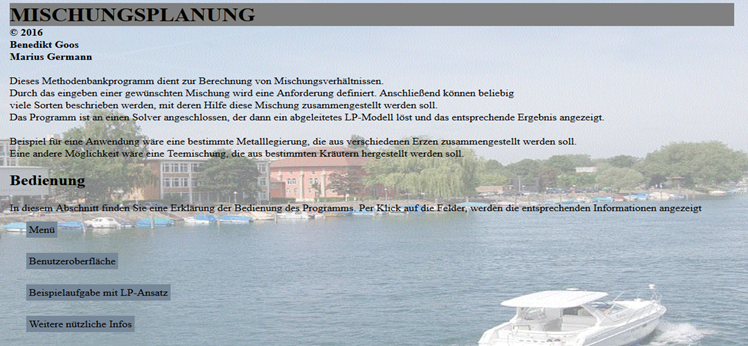 MISCHUNGSPLANUNG
© 2016
Benedikt Goos
Marius Germann
Dieses Methodenbankprogramm dient zur Berechnung von Mischungsverhältnissen.
Durch das eingeben einer gewünschten Mischung wird eine Anforderung definiert. Anschließend können beliebig
viele Sorten beschrieben werden, mit deren Hilfe diese Mischung zusammengestellt werden soll.
Das Programm ist an einen Solver angeschlossen, der dann ein abgeleitetes LP-Modell löst und das entsprechende Ergebnis angezeigt.
Beispiel für eine Anwendung wäre eine bestimmte Metalllegierung, die aus verschiedenen Erzen zusammengestellt werden soll.
Eine andere Möglichkeit wäre eine Teemischung, die aus bestimmten Kräutern hergestellt werden soll.
Bedienung
In diesem Abschnitt finden Sie eine Erklärung der Bedienung des Programms. Per Klick auf die Felder, werden die entsprechenden Informationen angezeigt
Menü
Benutzeroberfläche
Beispielaufgabe mit LP-Ansatz
Weitere nützliche Infos